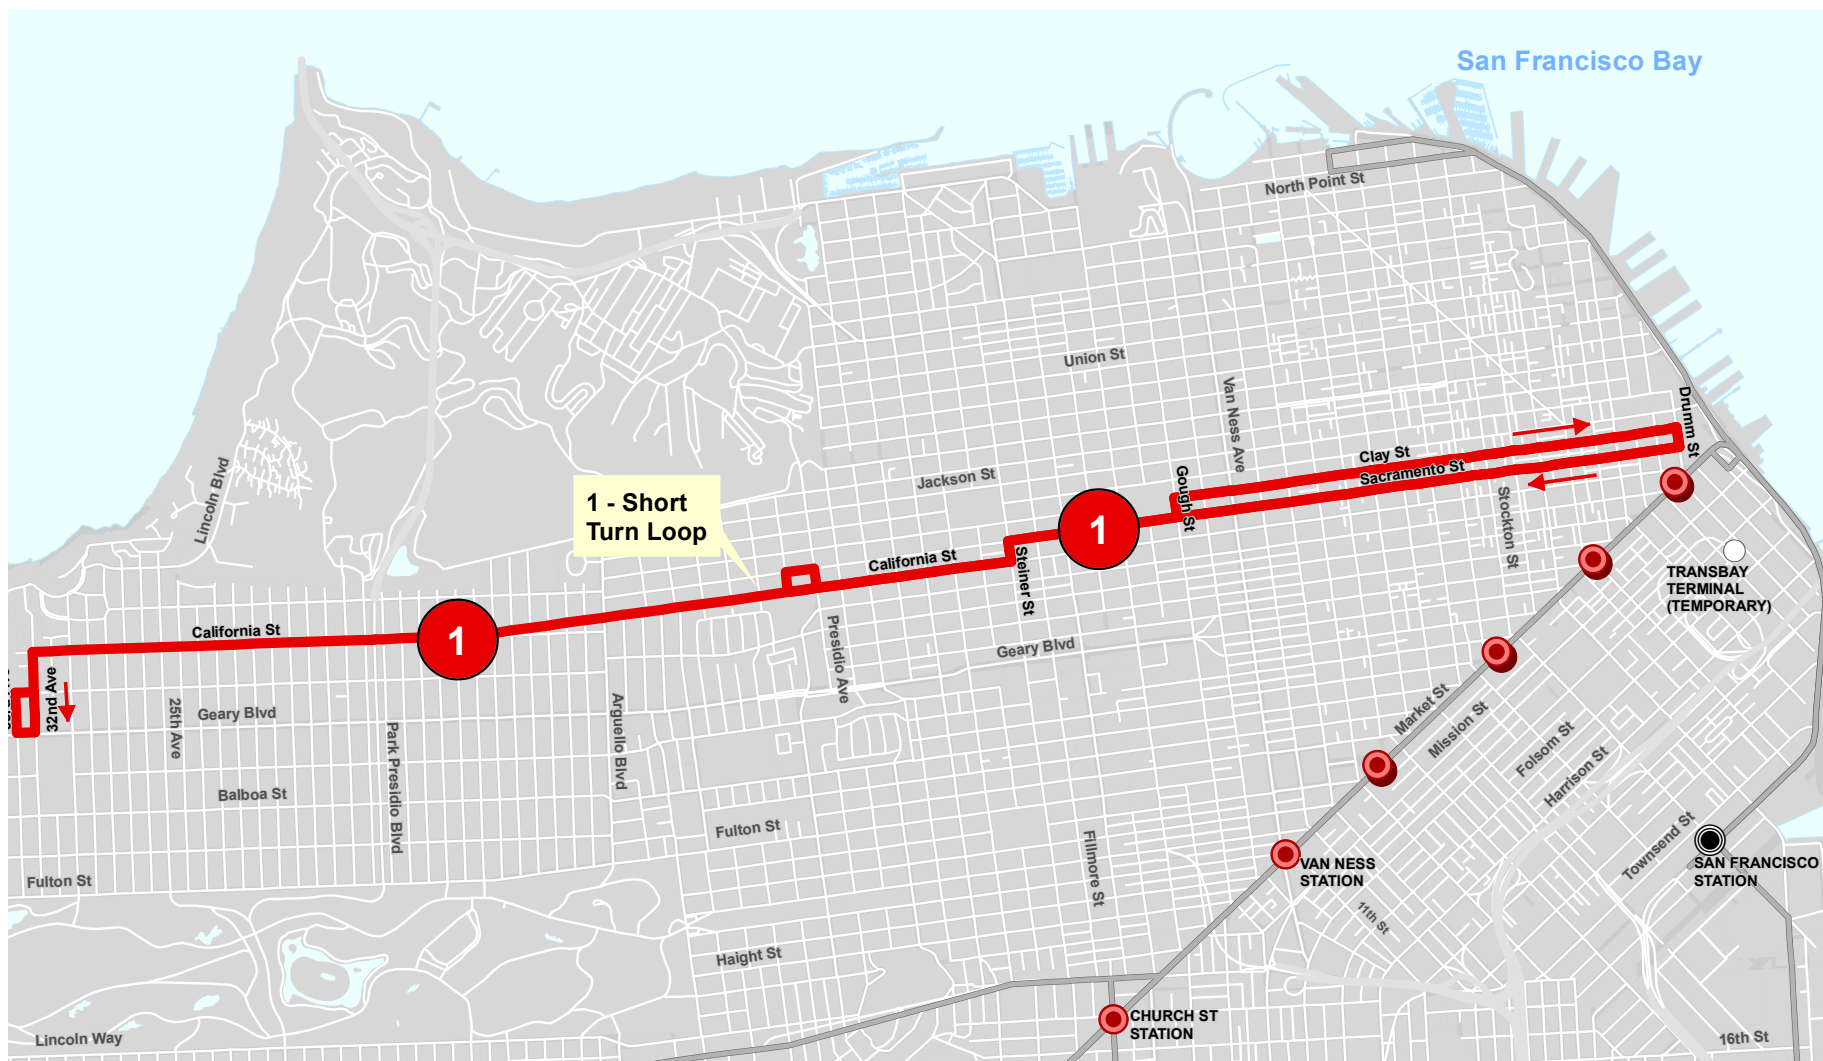 San Francisco Bay
North Point St
Union St
Van Ness Ave
Drumm St
Clay St
Sacramento St
Gough St
Jackson St
Stockton St
Lincoln Blvd
1 - Short
Turn Loop
1
California St
Steiner St
TRANSBAY
TERMINAL
(TEMPORARY)
1
California St
Presidio Ave
Geary Blvd
32nd Ave
25th Ave
Geary Blvd
Park Presidio Blvd
Arguello Blvd
Market St
Mission St
Folsom St
Harrison St
Balboa St
Fulton St
Fillmore St
Townsend St
VAN NESS
STATION
SAN FRANCISCO
STATION
Fulton St
11th St
Haight St
CHURCH ST
STATION
Lincoln Way
16th St